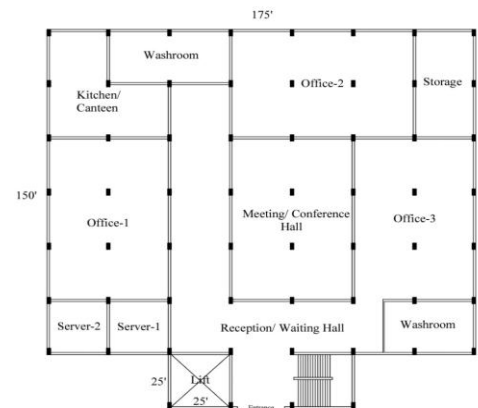 175'
Washroom
Office-2
Storage
Kitchen/
Canteen
150'
Office-1
Meeting/ Conference
Hall
Office-3
Server-2
Server-1
Reception/ Waiting Hall
Washroom
25'
Lift
25'
Entrance